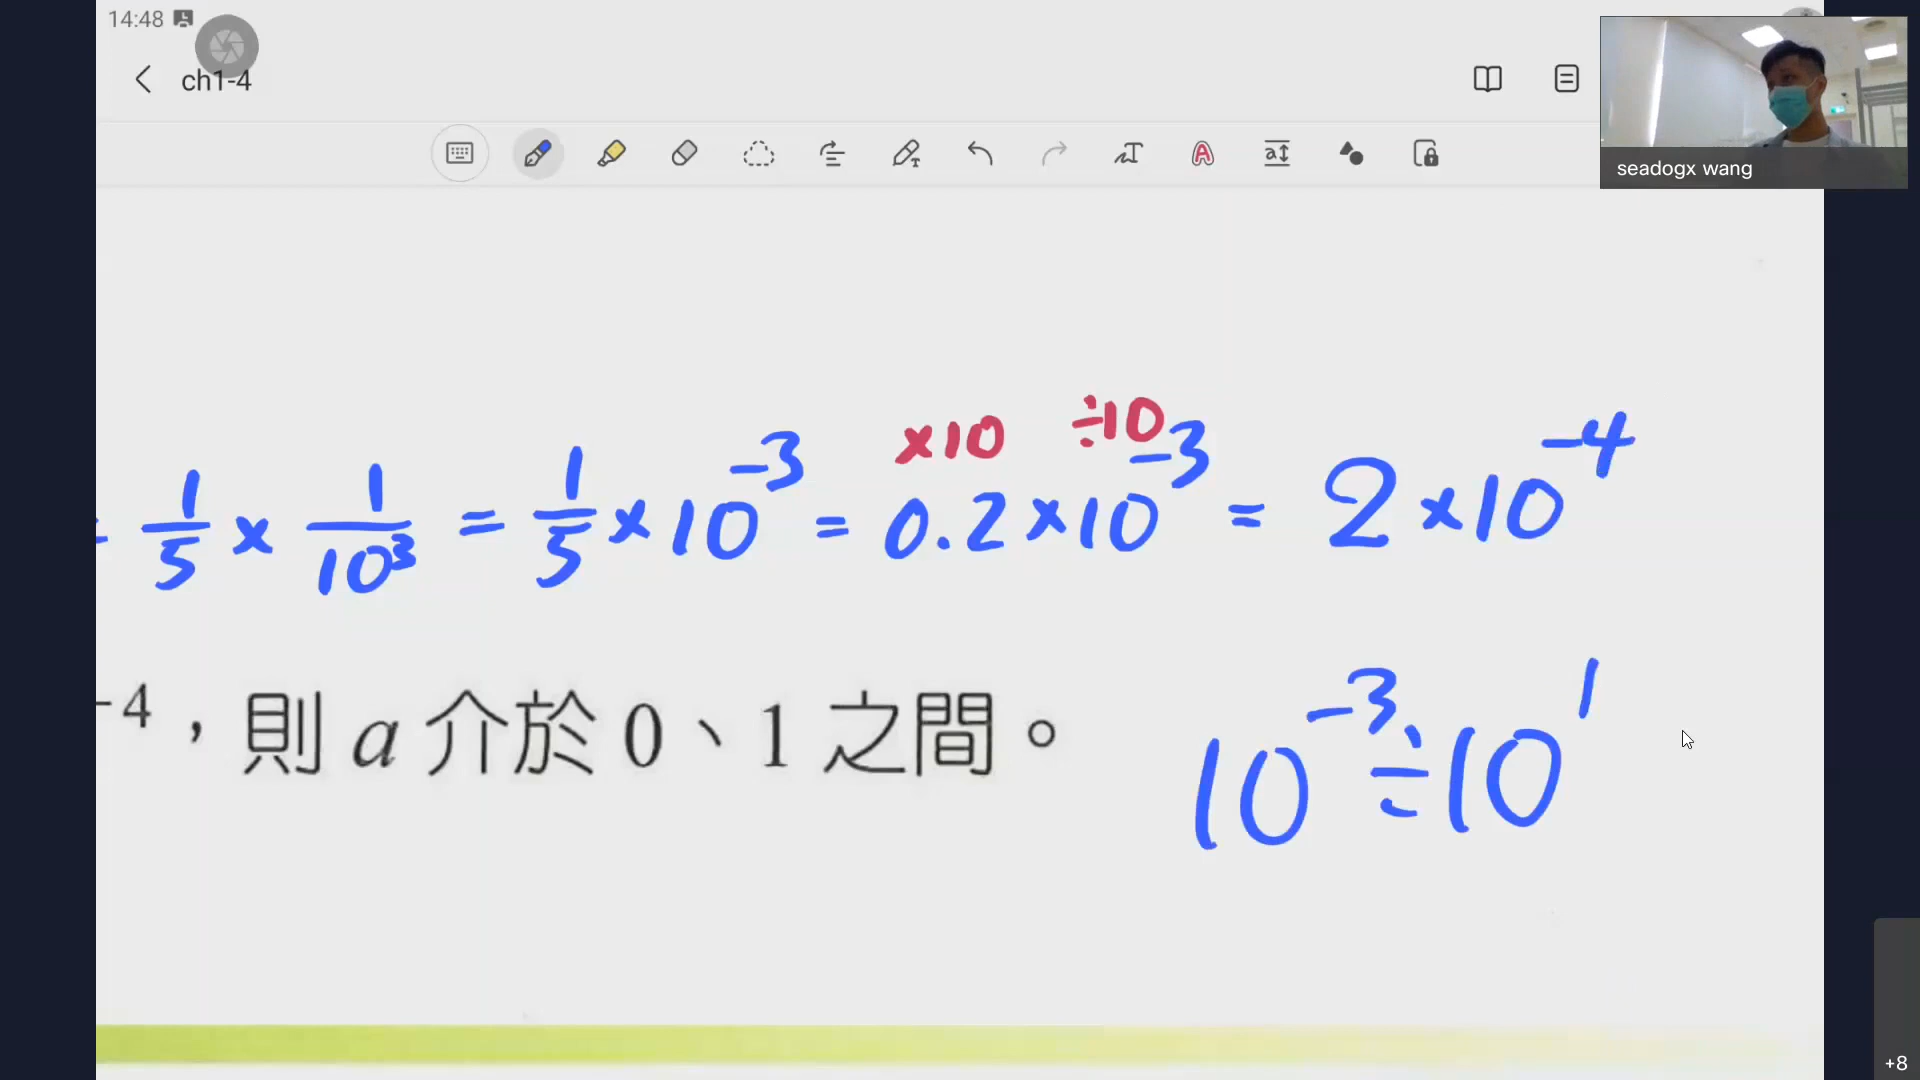 14:48
ch1-4
seadogx wang
×10 ÷10
= 1/5 × 1/10³ = 1/5 × 10⁻³ = 0.2 × 10⁻³ = 2 × 10⁻⁴
⁻⁴，則 a 介於 0、1 之間。
10⁻³ ÷ 10¹
+8